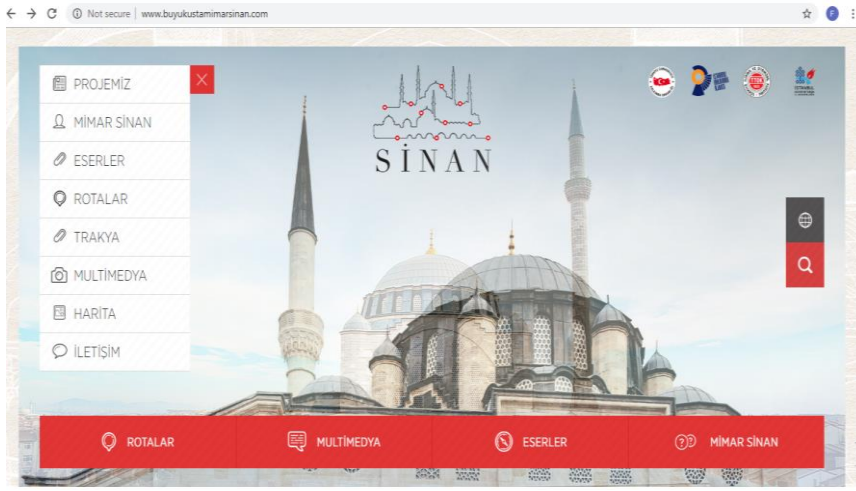 Not secure | www.buyukustamimarsinan.com
F
PROJEMİZ
MİMAR SİNAN
ESERLER
ROTALAR
TRAKYA
MULTİMEDYA
HARİTA
İLETİŞİM
SİNAN
ROTALAR
MULTİMEDYA
ESERLER
MİMAR SİNAN